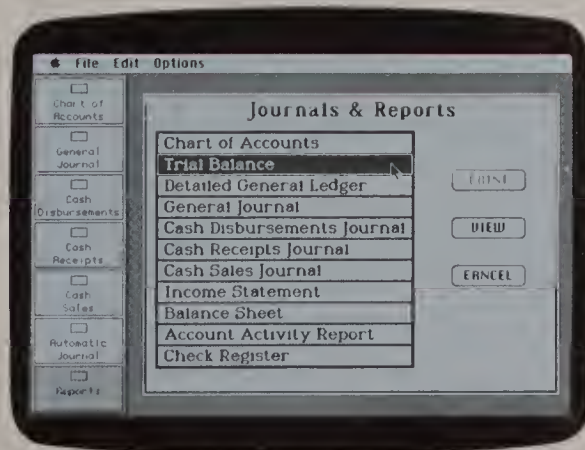 File Edit Options
Chart of
Accounts
General
Journal
Cash
Disbursements
Cash
Receipts
Cash
Sales
Automatic
Journal
Reports
Journals & Reports
Chart of Accounts
Trial Balance
Detailed General Ledger
General Journal
Cash Disbursements Journal
Cash Receipts Journal
Cash Sales Journal
Income Statement
Balance Sheet
Account Activity Report
Check Register
PRINT
VIEW
CANCEL